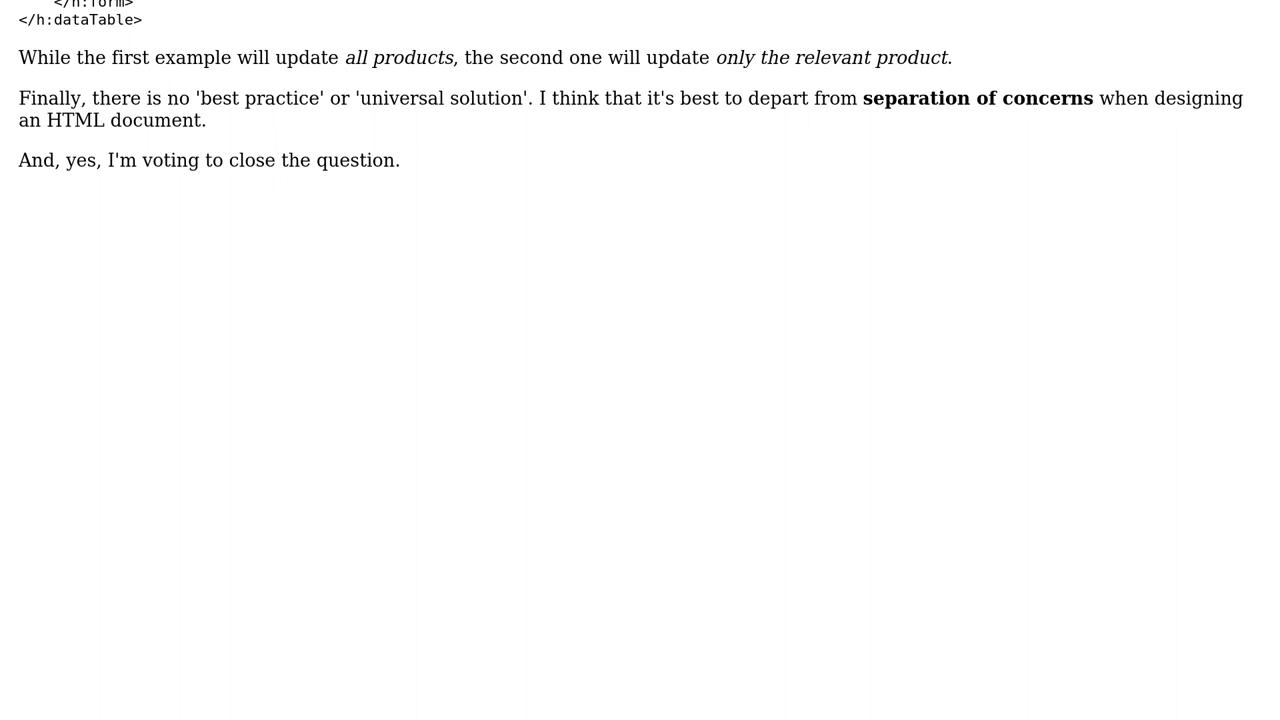 </h:form>
</h:dataTable>
While the first example will update all products, the second one will update only the relevant product.
Finally, there is no 'best practice' or 'universal solution'. I think that it's best to depart from separation of concerns when designing
an HTML document.
And, yes, I'm voting to close the question.